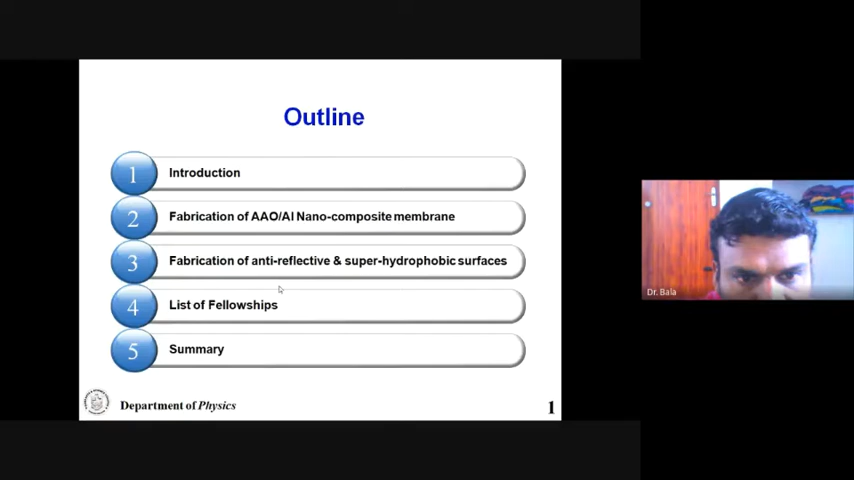 Outline
1 Introduction
2 Fabrication of AAO/Al Nano-composite membrane
3 Fabrication of anti-reflective & super-hydrophobic surfaces
4 List of Fellowships
5 Summary
Department of Physics
1
Dr. Bala